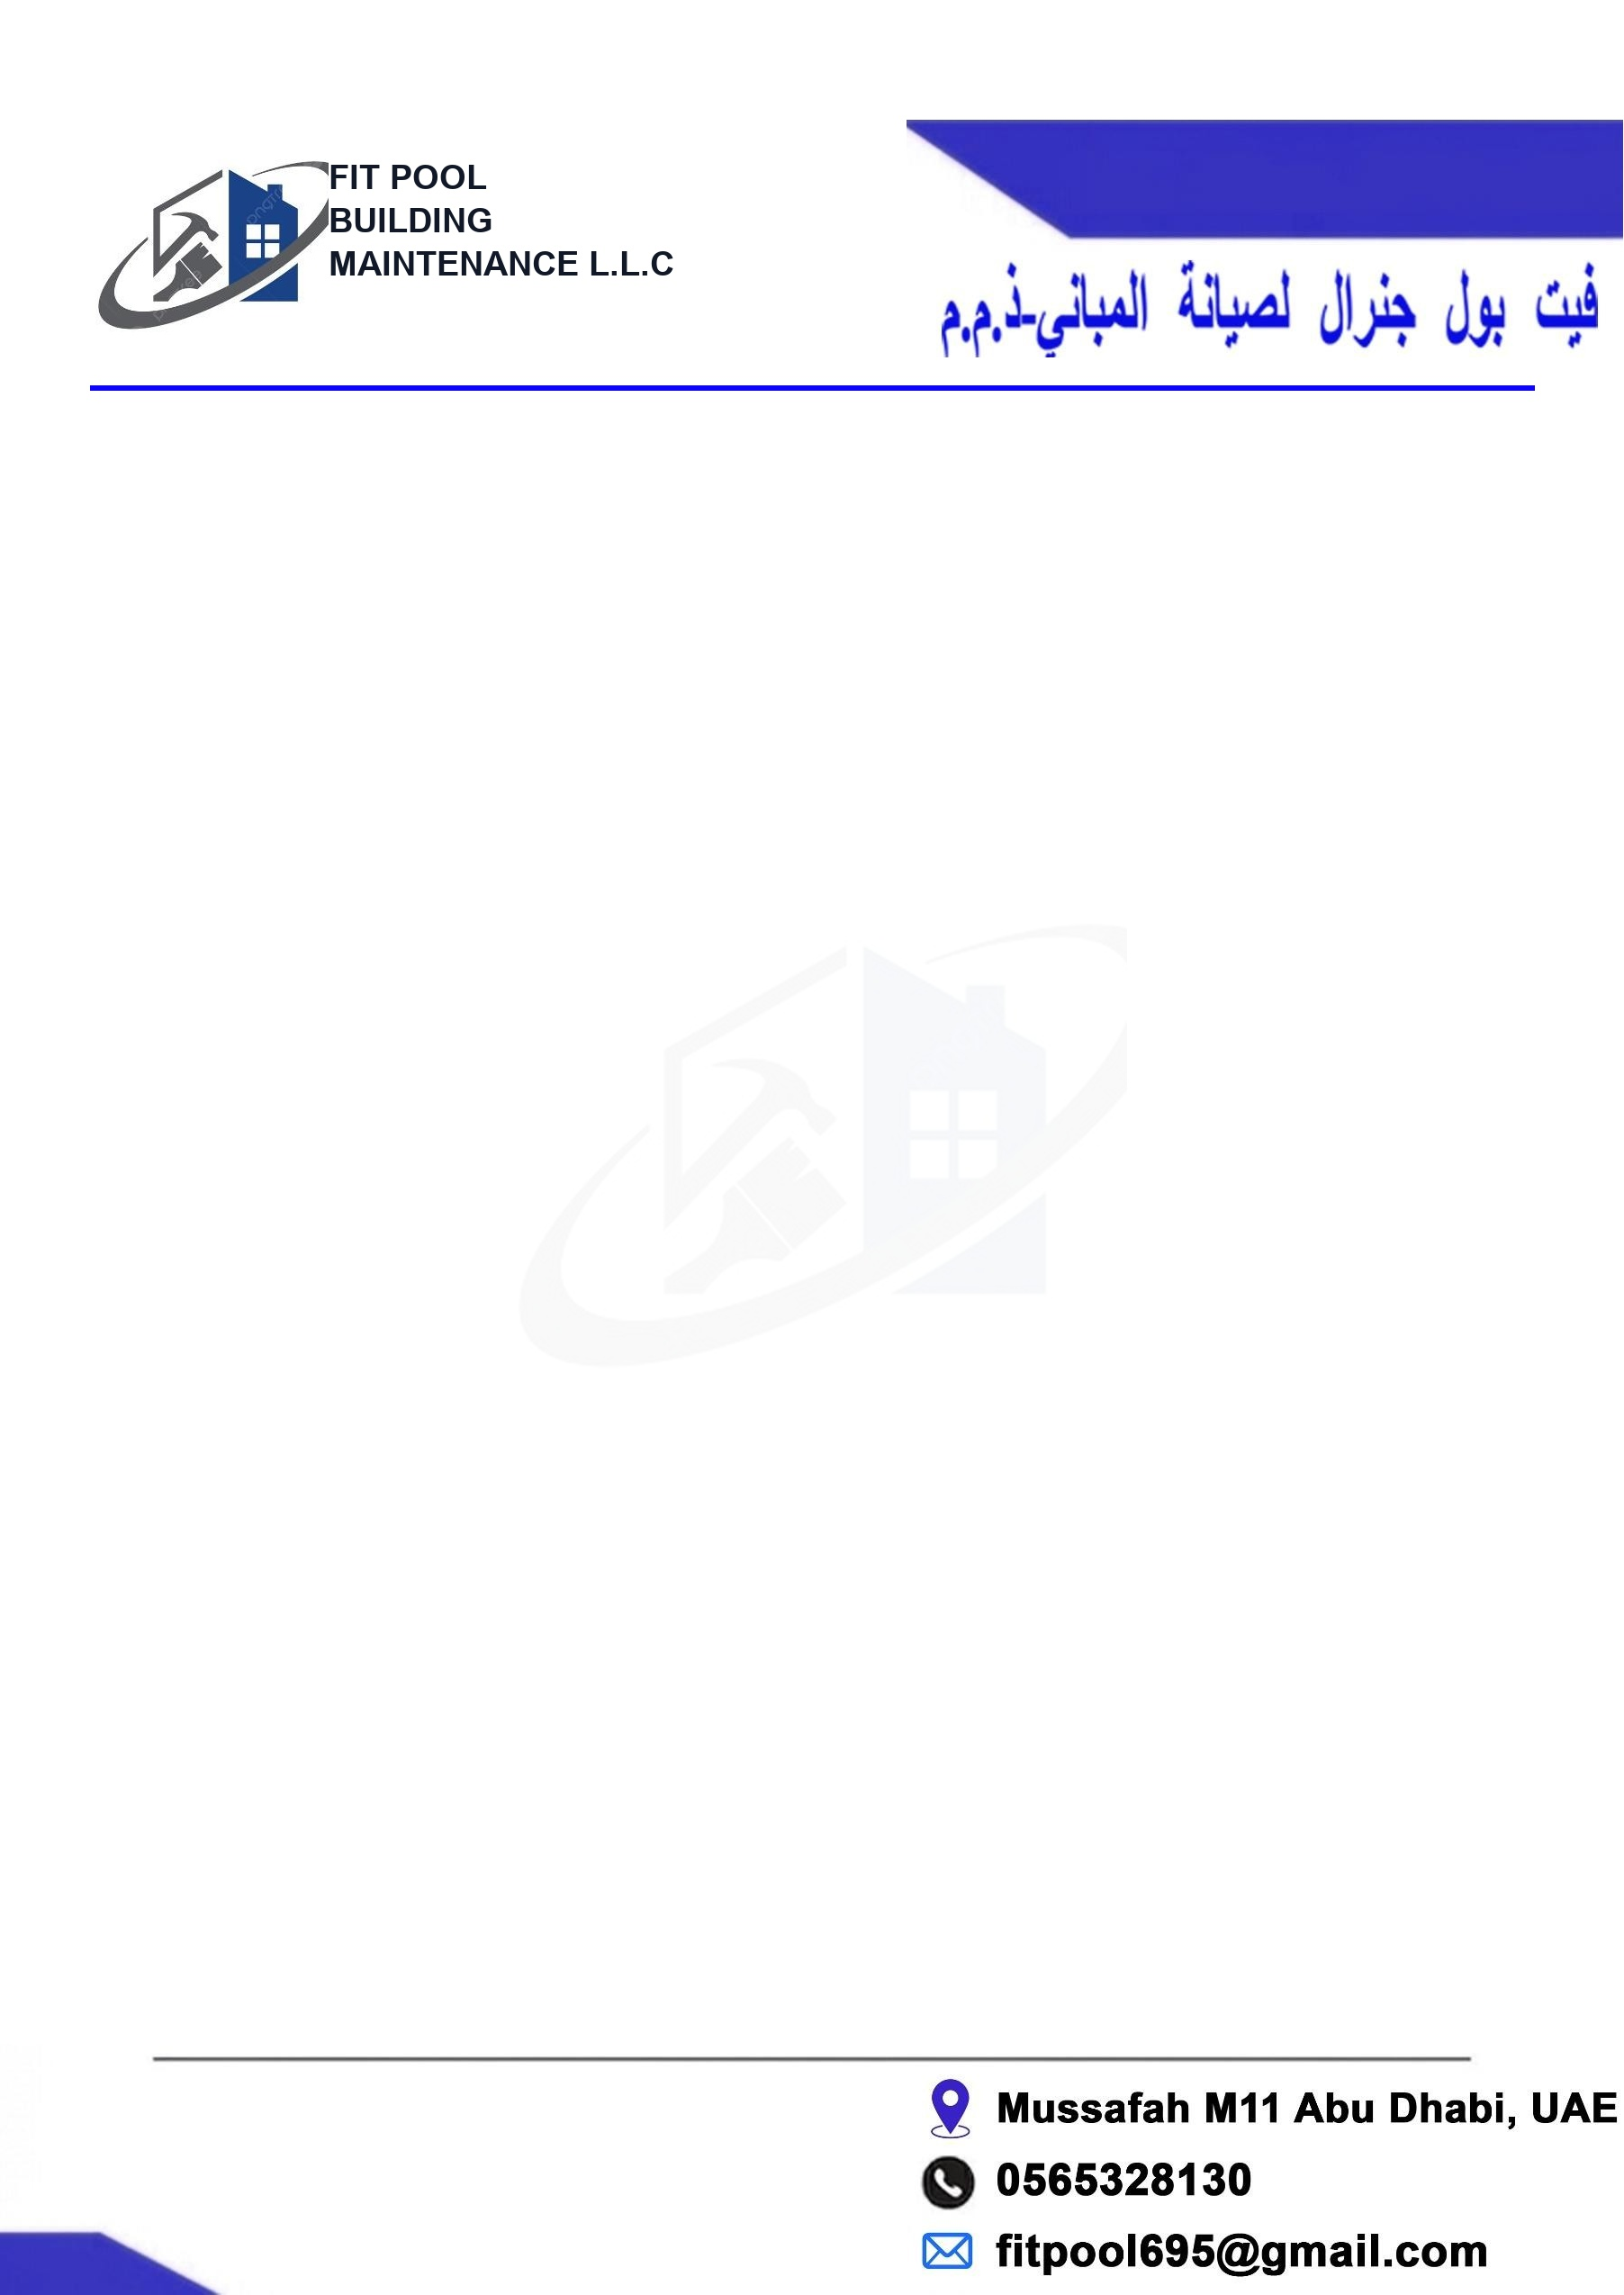 FIT POOL
BUILDING
MAINTENANCE L.L.C
فيت بول جنرال لصيانة المباني-ذ.م.م
Mussafah M11 Abu Dhabi, UAE
0565328130
fitpool695@gmail.com